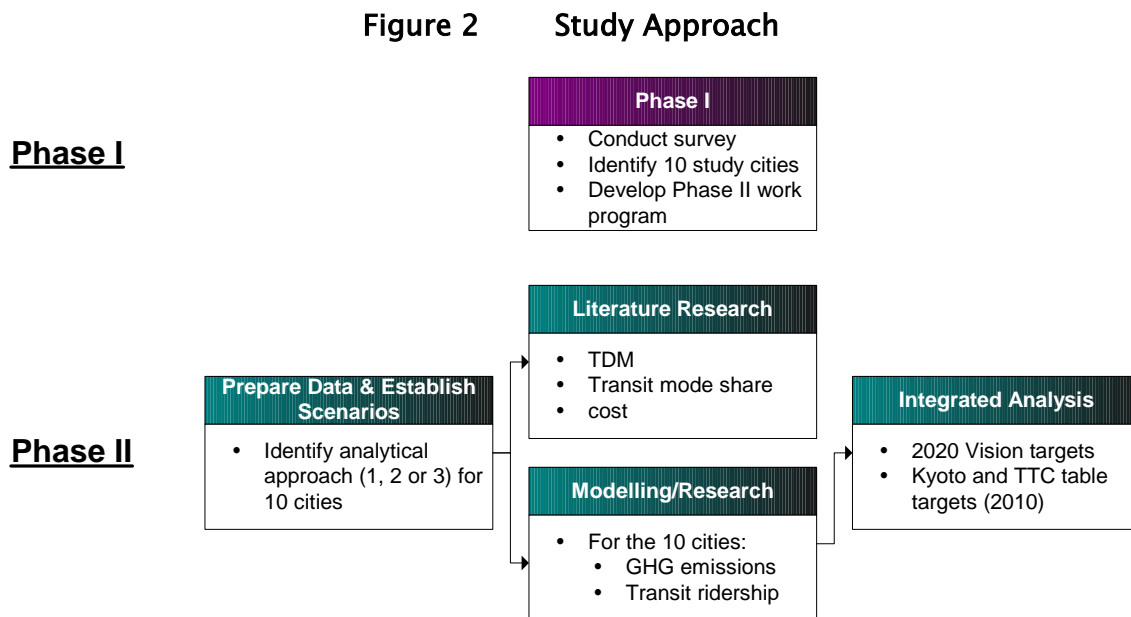 Figure 2 Study Approach
Phase I
Phase I
• Conduct survey
• Identify 10 study cities
• Develop Phase II work
program
Phase II
Prepare Data & Establish
Scenarios
• Identify analytical
approach (1, 2 or 3) for
10 cities
Literature Research
• TDM
• Transit mode share
• cost
Modelling/Research
• For the 10 cities:
• GHG emissions
• Transit ridership
Integrated Analysis
• 2020 Vision targets
• Kyoto and TTC table
targets (2010)